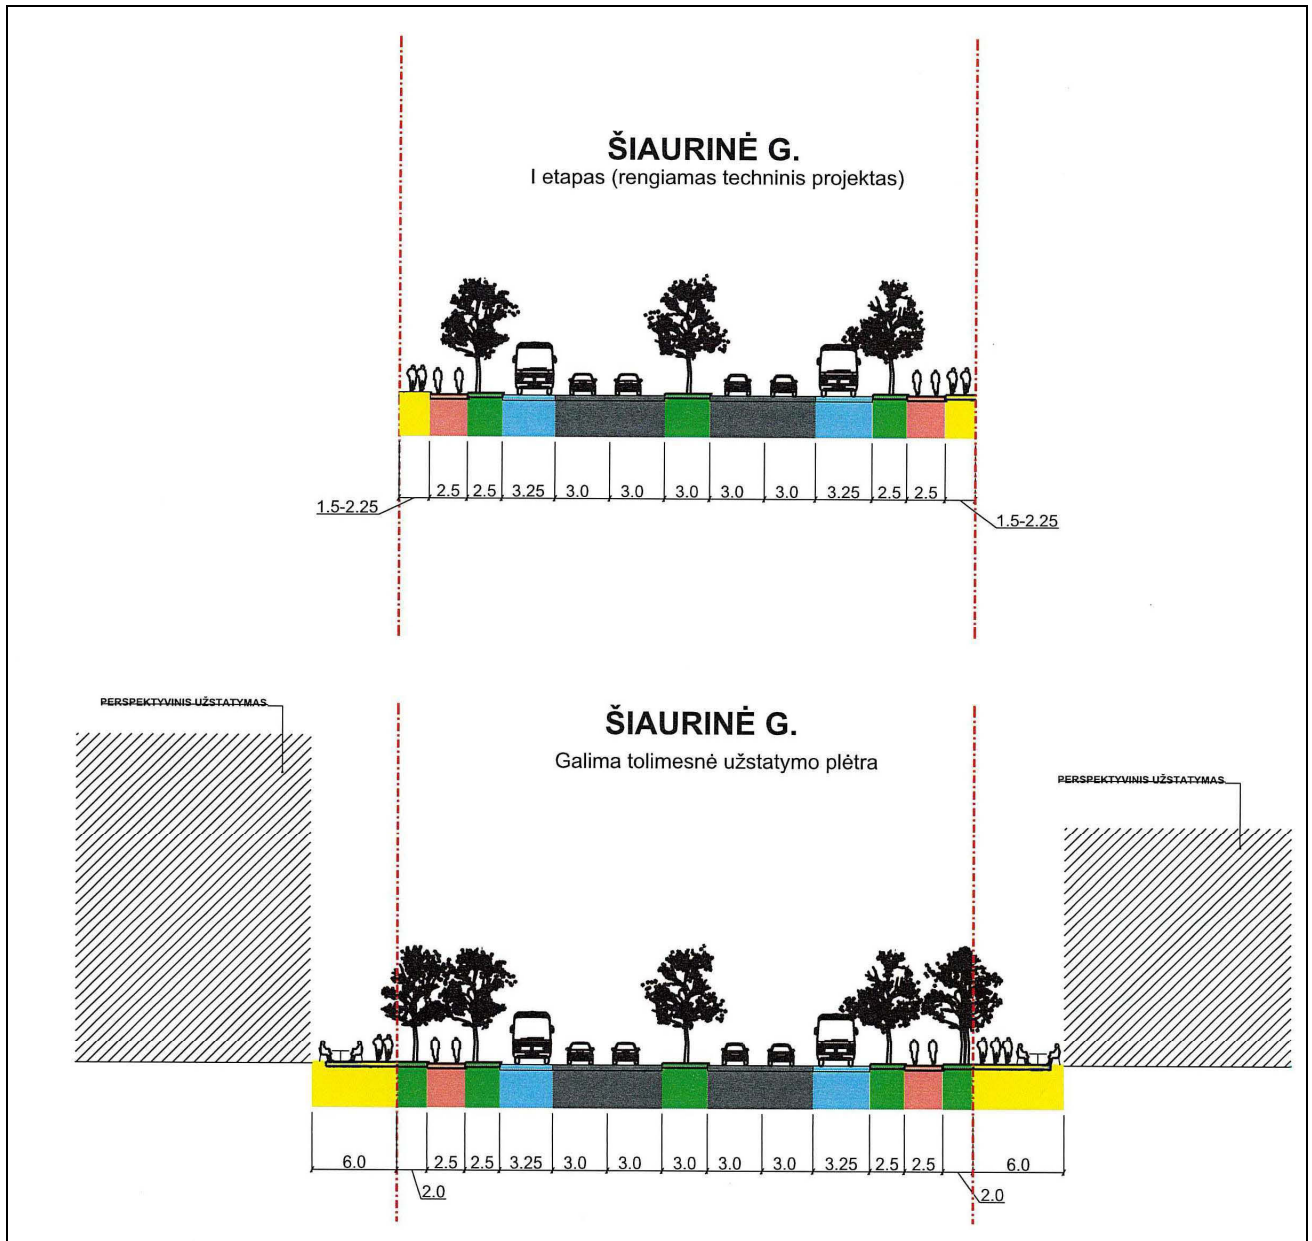 ŠIAURINĖ G.
I etapas (rengiamas techninis projektas)
2.5 2.5 3.25 3.0 3.0 3.0 3.0 3.0 3.25 2.5 2.5
1.5-2.25
1.5-2.25
PERSPEKTYVINIS UŽSTATYMAS
ŠIAURINĖ G.
Galima tolimesnė užstatymo plėtra
PERSPEKTYVINIS UŽSTATYMAS
6.0 2.5 2.5 3.25 3.0 3.0 3.0 3.0 3.0 3.25 2.5 2.5 6.0
2.0
2.0